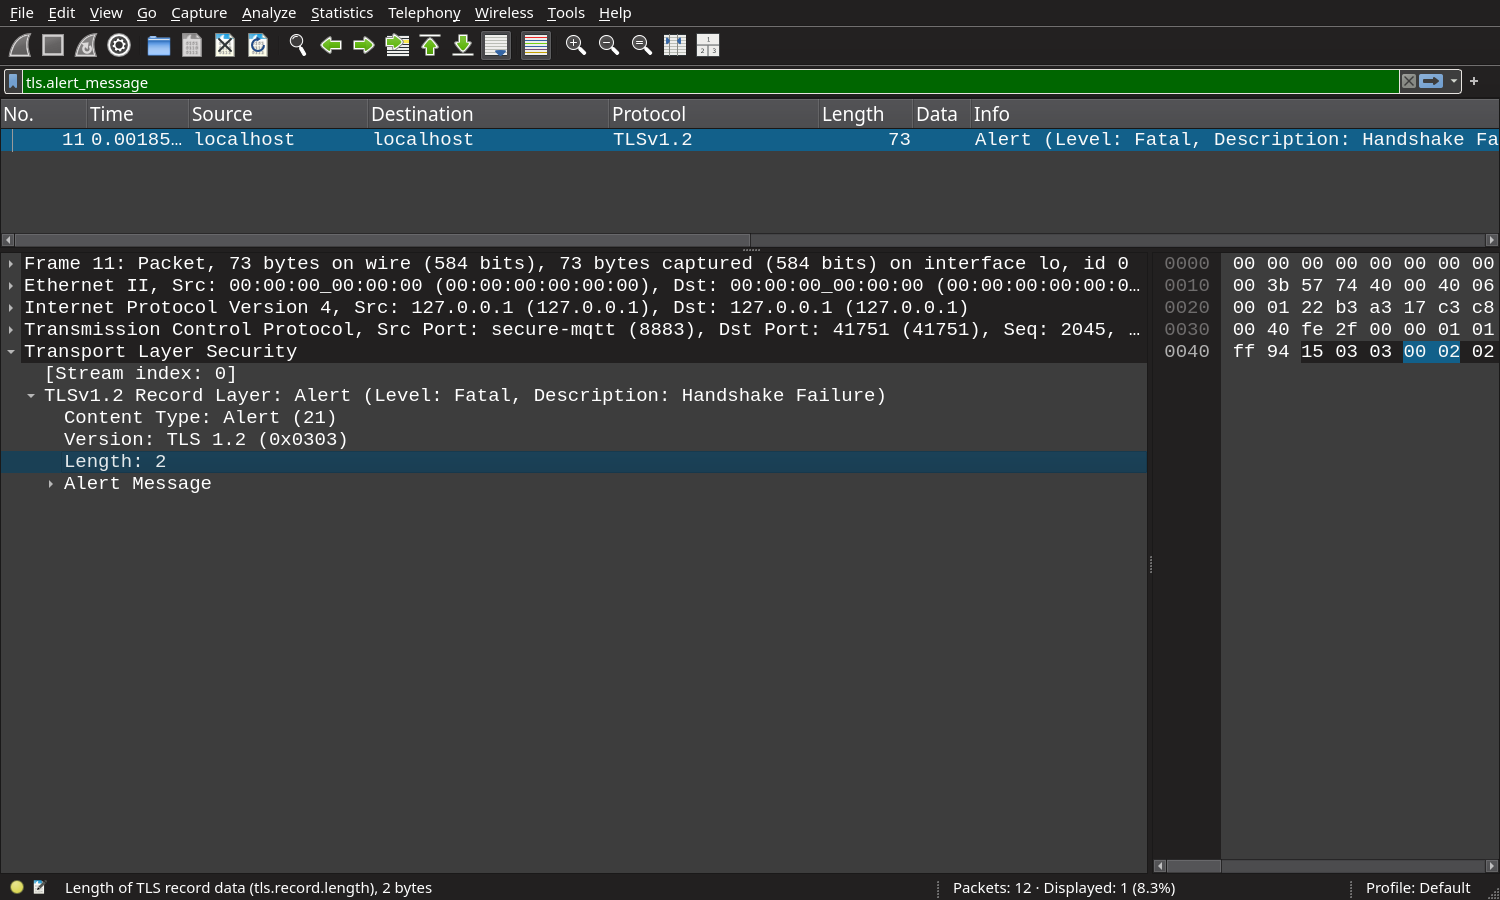 File Edit View Go Capture Analyze Statistics Telephony Wireless Tools Help
tls.alert_message
No. Time Source Destination Protocol Length Data Info
11 0.00185… localhost localhost TLSv1.2 73 Alert (Level: Fatal, Description: Handshake Fa
Frame 11: Packet, 73 bytes on wire (584 bits), 73 bytes captured (584 bits) on interface lo, id 0
Ethernet II, Src: 00:00:00_00:00:00 (00:00:00:00:00:00), Dst: 00:00:00_00:00:00 (00:00:00:00:00:0…
Internet Protocol Version 4, Src: 127.0.0.1 (127.0.0.1), Dst: 127.0.0.1 (127.0.0.1)
Transmission Control Protocol, Src Port: secure-mqtt (8883), Dst Port: 41751 (41751), Seq: 2045, …
Transport Layer Security
[Stream index: 0]
TLSv1.2 Record Layer: Alert (Level: Fatal, Description: Handshake Failure)
Content Type: Alert (21)
Version: TLS 1.2 (0x0303)
Length: 2
Alert Message
0000 00 00 00 00 00 00 00 00
0010 00 3b 57 74 40 00 40 06
0020 00 01 22 b3 a3 17 c3 c8
0030 00 40 fe 2f 00 00 01 01
0040 ff 94 15 03 03 00 02 02
Length of TLS record data (tls.record.length), 2 bytes
Packets: 12 · Displayed: 1 (8.3%)
Profile: Default